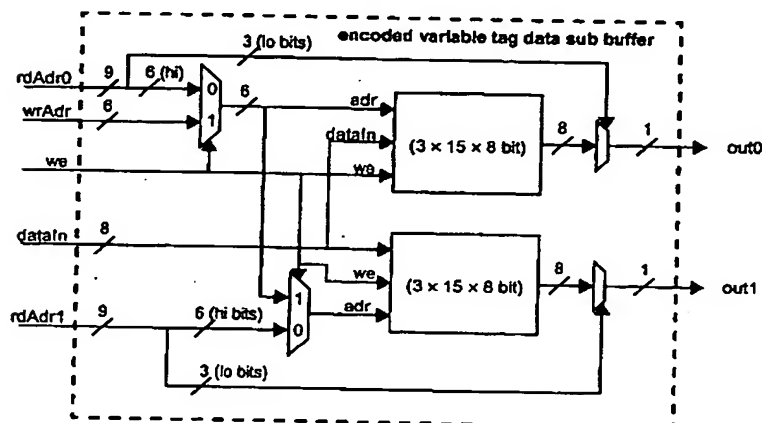 3 (lo bits)
encoded variable tag data sub buffer
rdAdr0
9
6 (hi)
0
6
adr
wrAdr
6
1
dataIn
(3 × 15 × 8 bit)
8
1
out0
we
we
dataIn
8
we
(3 × 15 × 8 bit)
8
1
out1
1
adr
rdAdr1
9
6 (hi bits)
0
3 (lo bits)